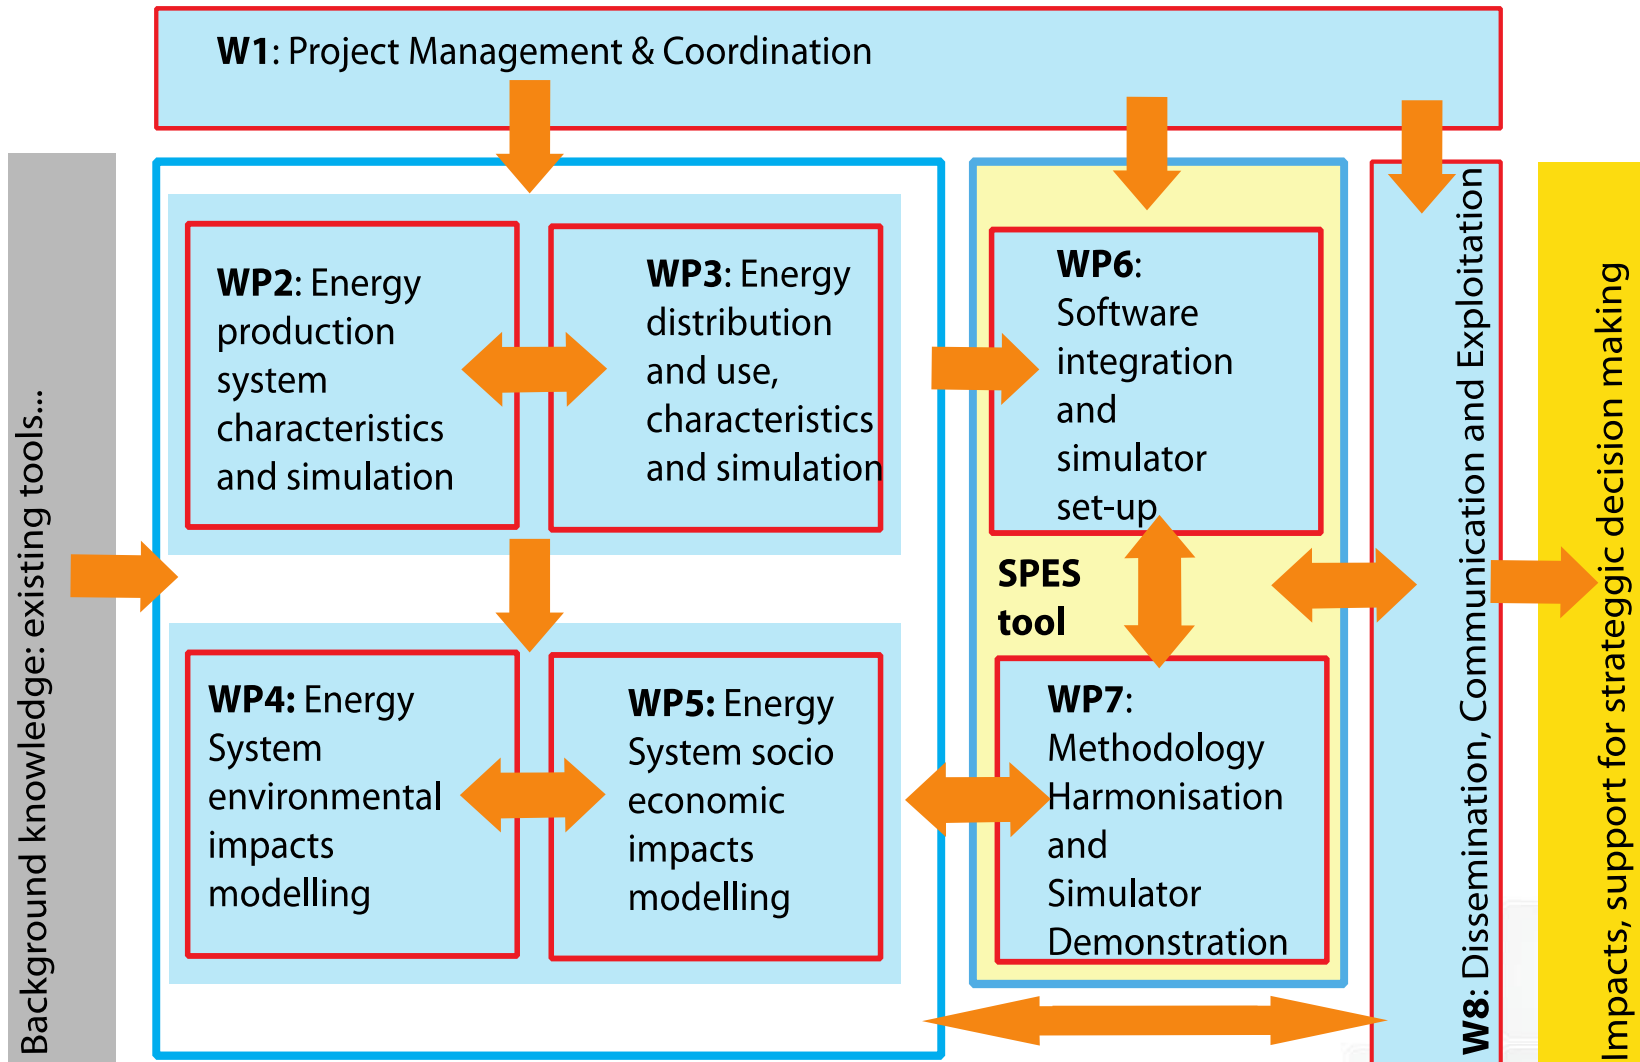 W1: Project Management & Coordination
Background knowledge: existing tools...
WP2: Energy
production
system
characteristics
and simulation
WP3: Energy
distribution
and use,
characteristics
and simulation
WP4: Energy
System
environmental
impacts
modelling
WP5: Energy
System socio
economic
impacts
modelling
WP6:
Software
integration
and
simulator
set-up
SPES
tool
WP7:
Methodology
Harmonisation
and
Simulator
Demonstration
W8: Dissemination, Communication and Exploitation
Impacts, support for strateggic decision making